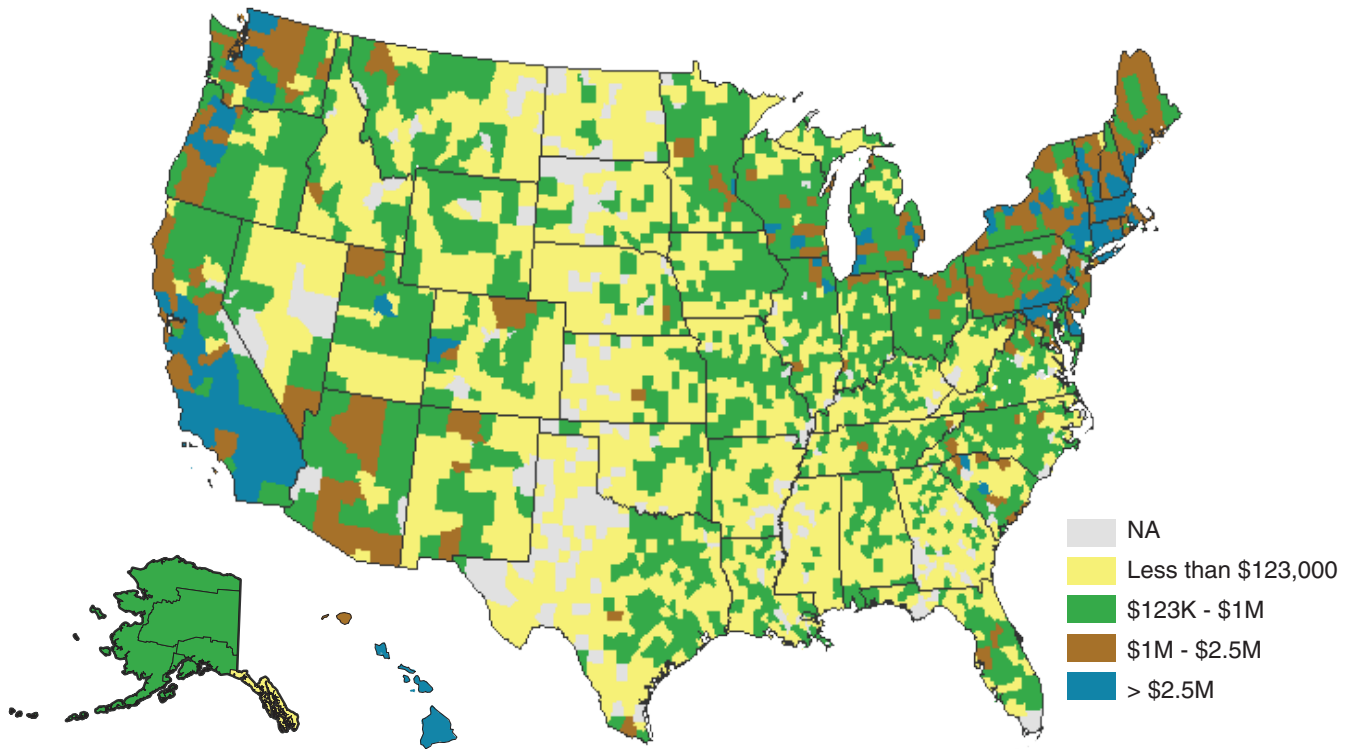 NA
Less than $123,000
$123K - $1M
$1M - $2.5M
> $2.5M